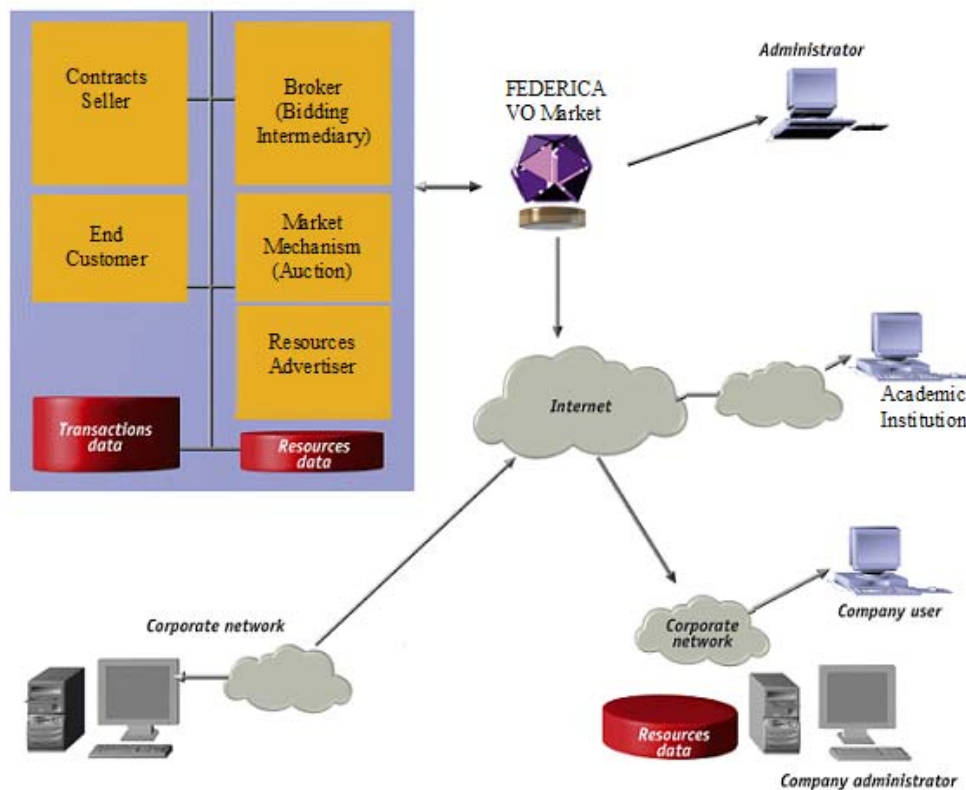 Contracts
Seller
Broker
(Bidding
Intermediary)
End
Customer
Market
Mechanism
(Auction)
Resources
Advertiser
Transactions
data
Resources
data
FEDERICA
VO Market
Administrator
Internet
Academic
Institution
Corporate network
Corporate
network
Company user
Resources
data
Company administrator